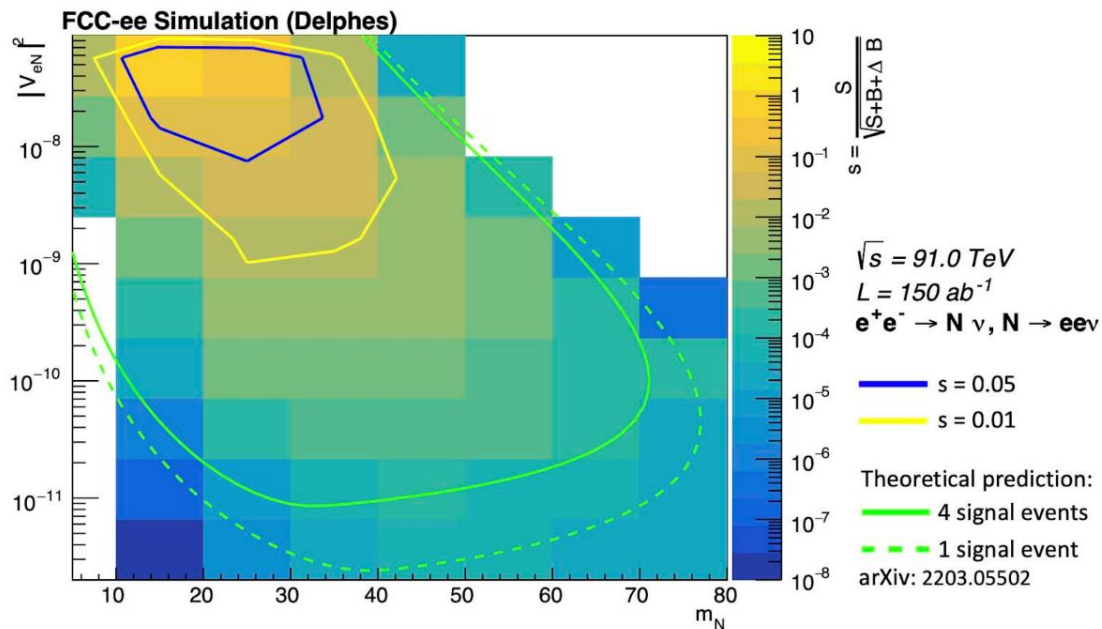 FCC-ee Simulation (Delphes)
|V_eN|²
10⁻⁸
10⁻⁹
10⁻¹⁰
10⁻¹¹
10 20 30 40 50 60 70 80
m_N
10
1
10⁻¹
10⁻²
10⁻³
10⁻⁴
10⁻⁵
10⁻⁶
10⁻⁷
10⁻⁸
s = S / √S+B+Δ B
√s = 91.0 TeV
L = 150 ab⁻¹
e⁺e⁻ → N ν, N → eeν
s = 0.05
s = 0.01
Theoretical prediction:
4 signal events
1 signal event
arXiv: 2203.05502